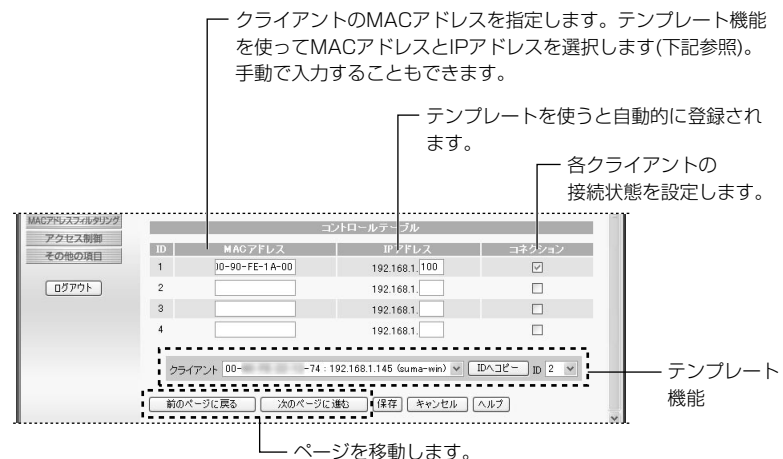 クライアントのMACアドレスを指定します。テンプレート機能
を使ってMACアドレスとIPアドレスを選択します(下記参照)。
手動で入力することもできます。
テンプレートを使うと自動的に登録され
ます。
各クライアントの
接続状態を設定します。
MACアドレスフィルタリング
アクセス制御
その他の項目
ログアウト
コントロールテーブル
ID MACアドレス IPアドレス コネクション
1 00-90-FE-1A-00 192.168.1. 100
2 192.168.1.
3 192.168.1.
4 192.168.1.
クライアント 00- -74 : 192.168.1.145 (suma-win) IDへコピー ID 2
テンプレート
機能
前のページに戻る 次のページに進む 保存 キャンセル ヘルプ
ページを移動します。